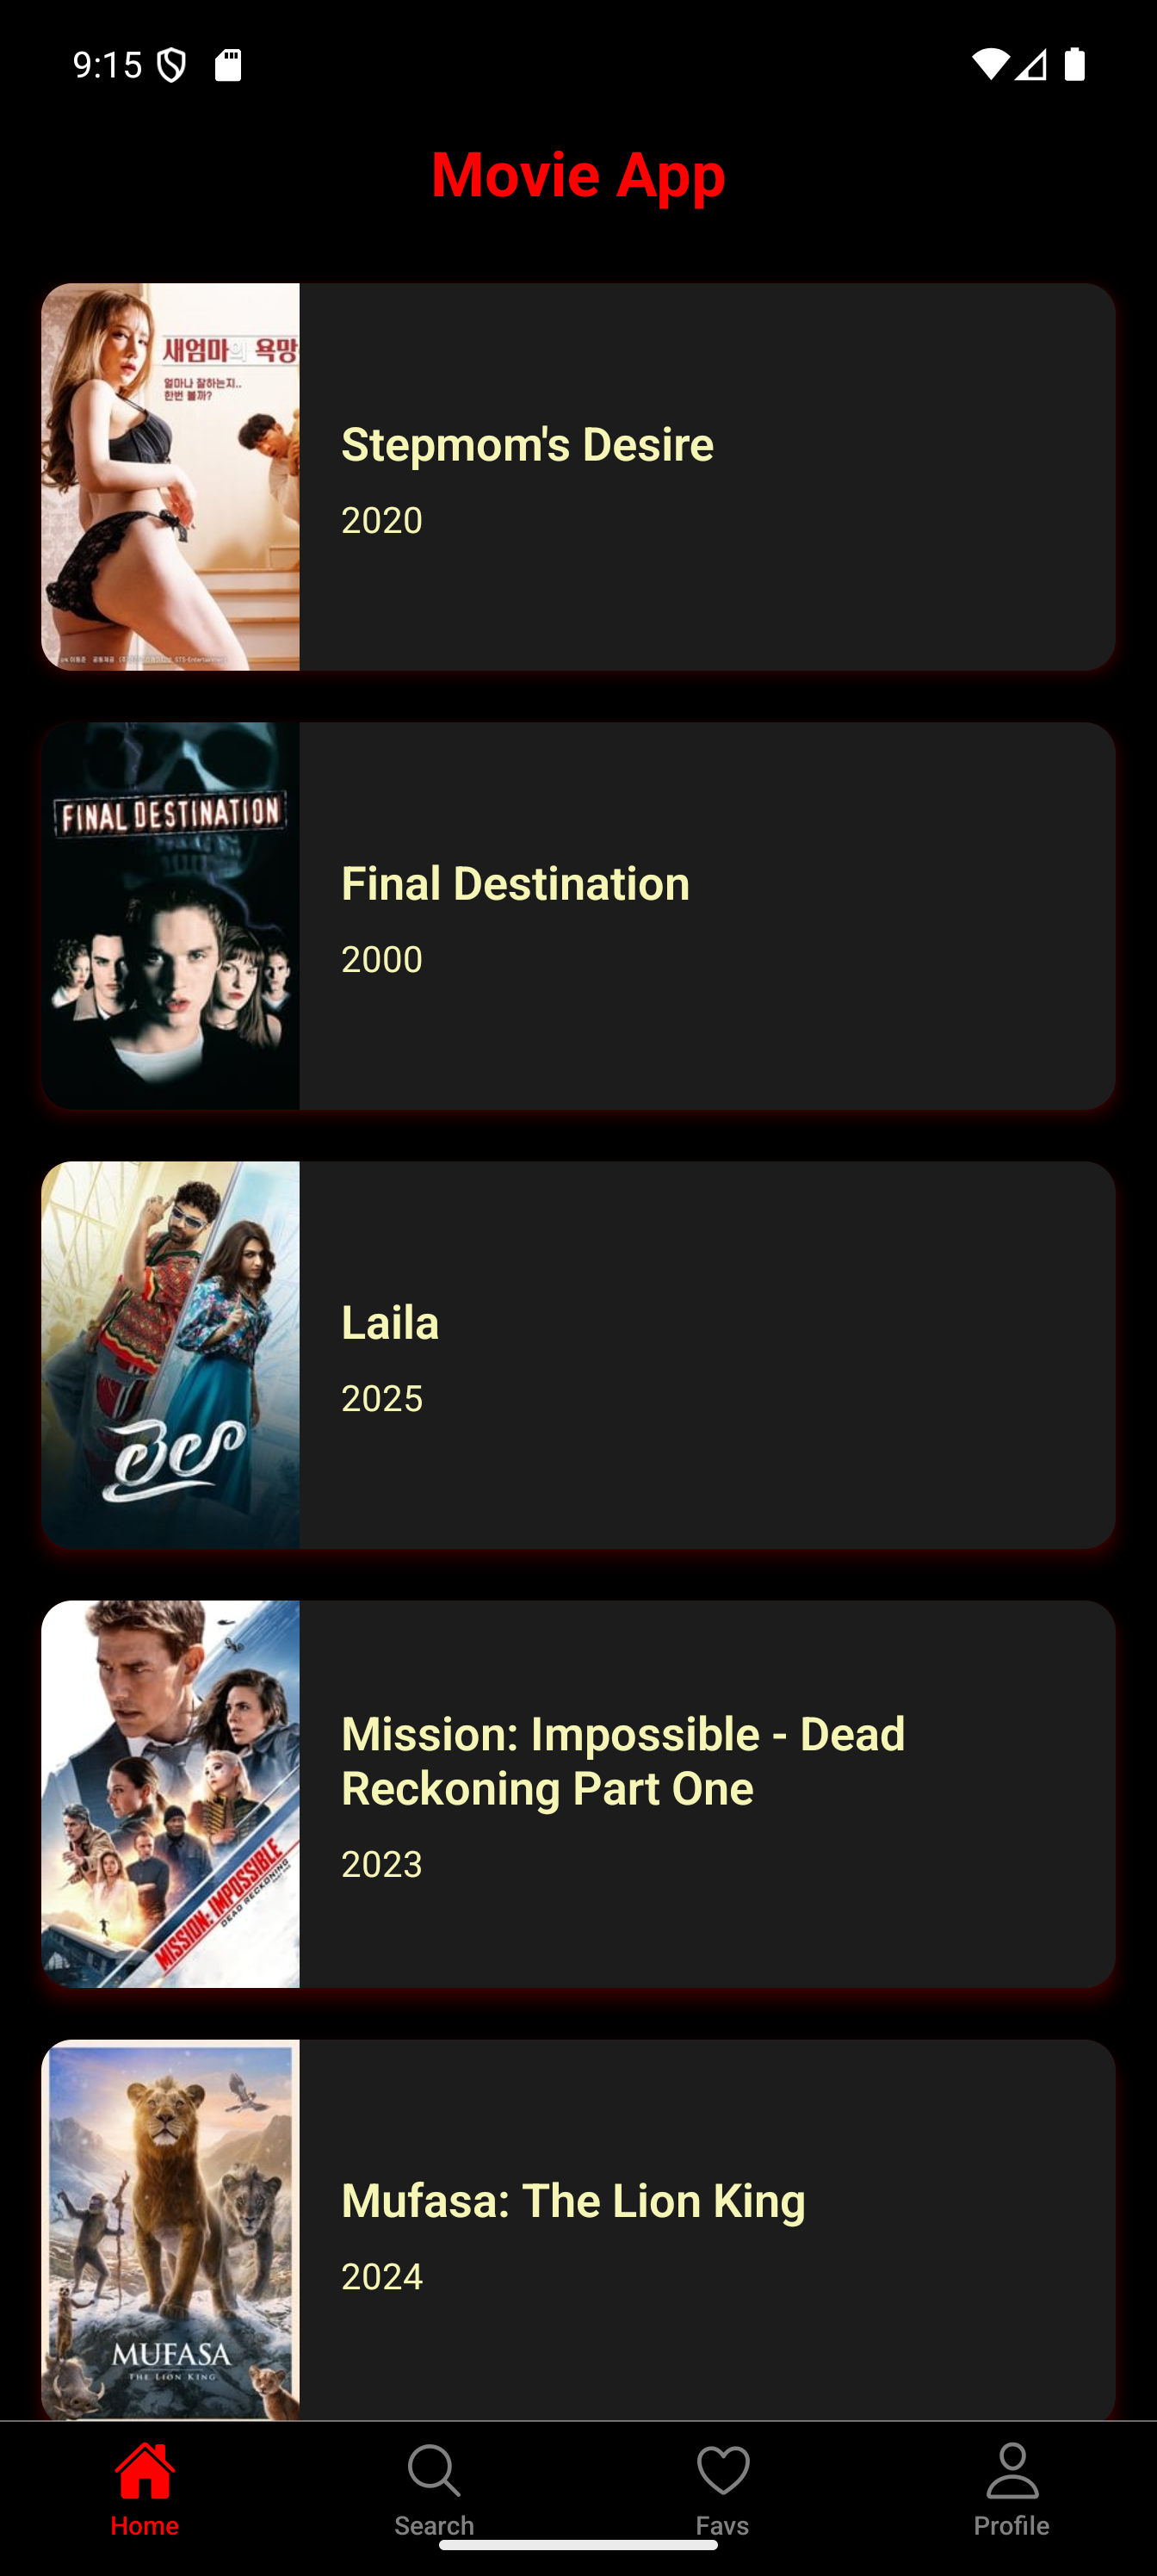 9:15
Movie App
새엄마의 욕망
얼마나 잘하는지..
한번 볼까?
Stepmom's Desire
2020
FINAL DESTINATION
Final Destination
2000
లైలా
Laila
2025
MISSION: IMPOSSIBLE
DEAD RECKONING
Mission: Impossible - Dead
Reckoning Part One
2023
MUFASA
THE LION KING
Mufasa: The Lion King
2024
Home
Search
Favs
Profile